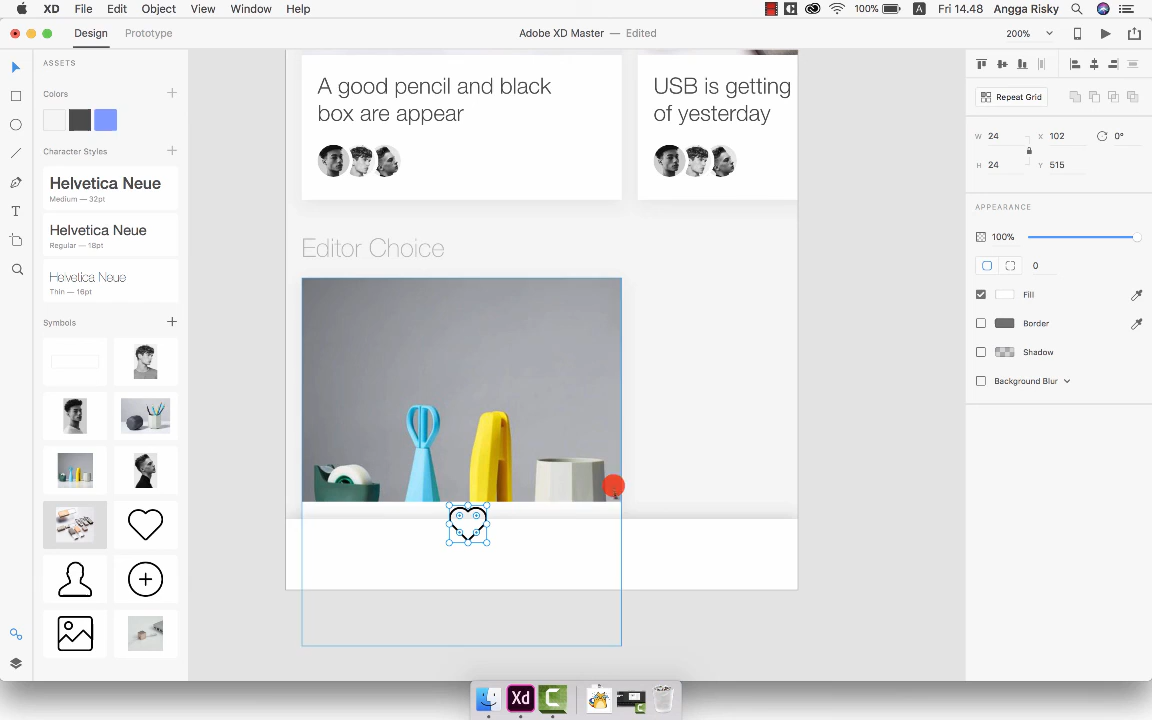 XD File Edit Object View Window Help 100% A Fri 14.48 Angga Risky
Design Prototype Adobe XD Master — Edited 200%
ASSETS
Colors
Character Styles
Helvetica Neue
Medium — 32pt
Helvetica Neue
Regular — 18pt
Helvetica Neue
Thin — 16pt
Symbols
A good pencil and black
box are appear
USB is getting
of yesterday
Editor Choice
Repeat Grid
W 24 X 102 0°
H 24 Y 515
APPEARANCE
100%
0
Fill
Border
Shadow
Background Blur
Xd